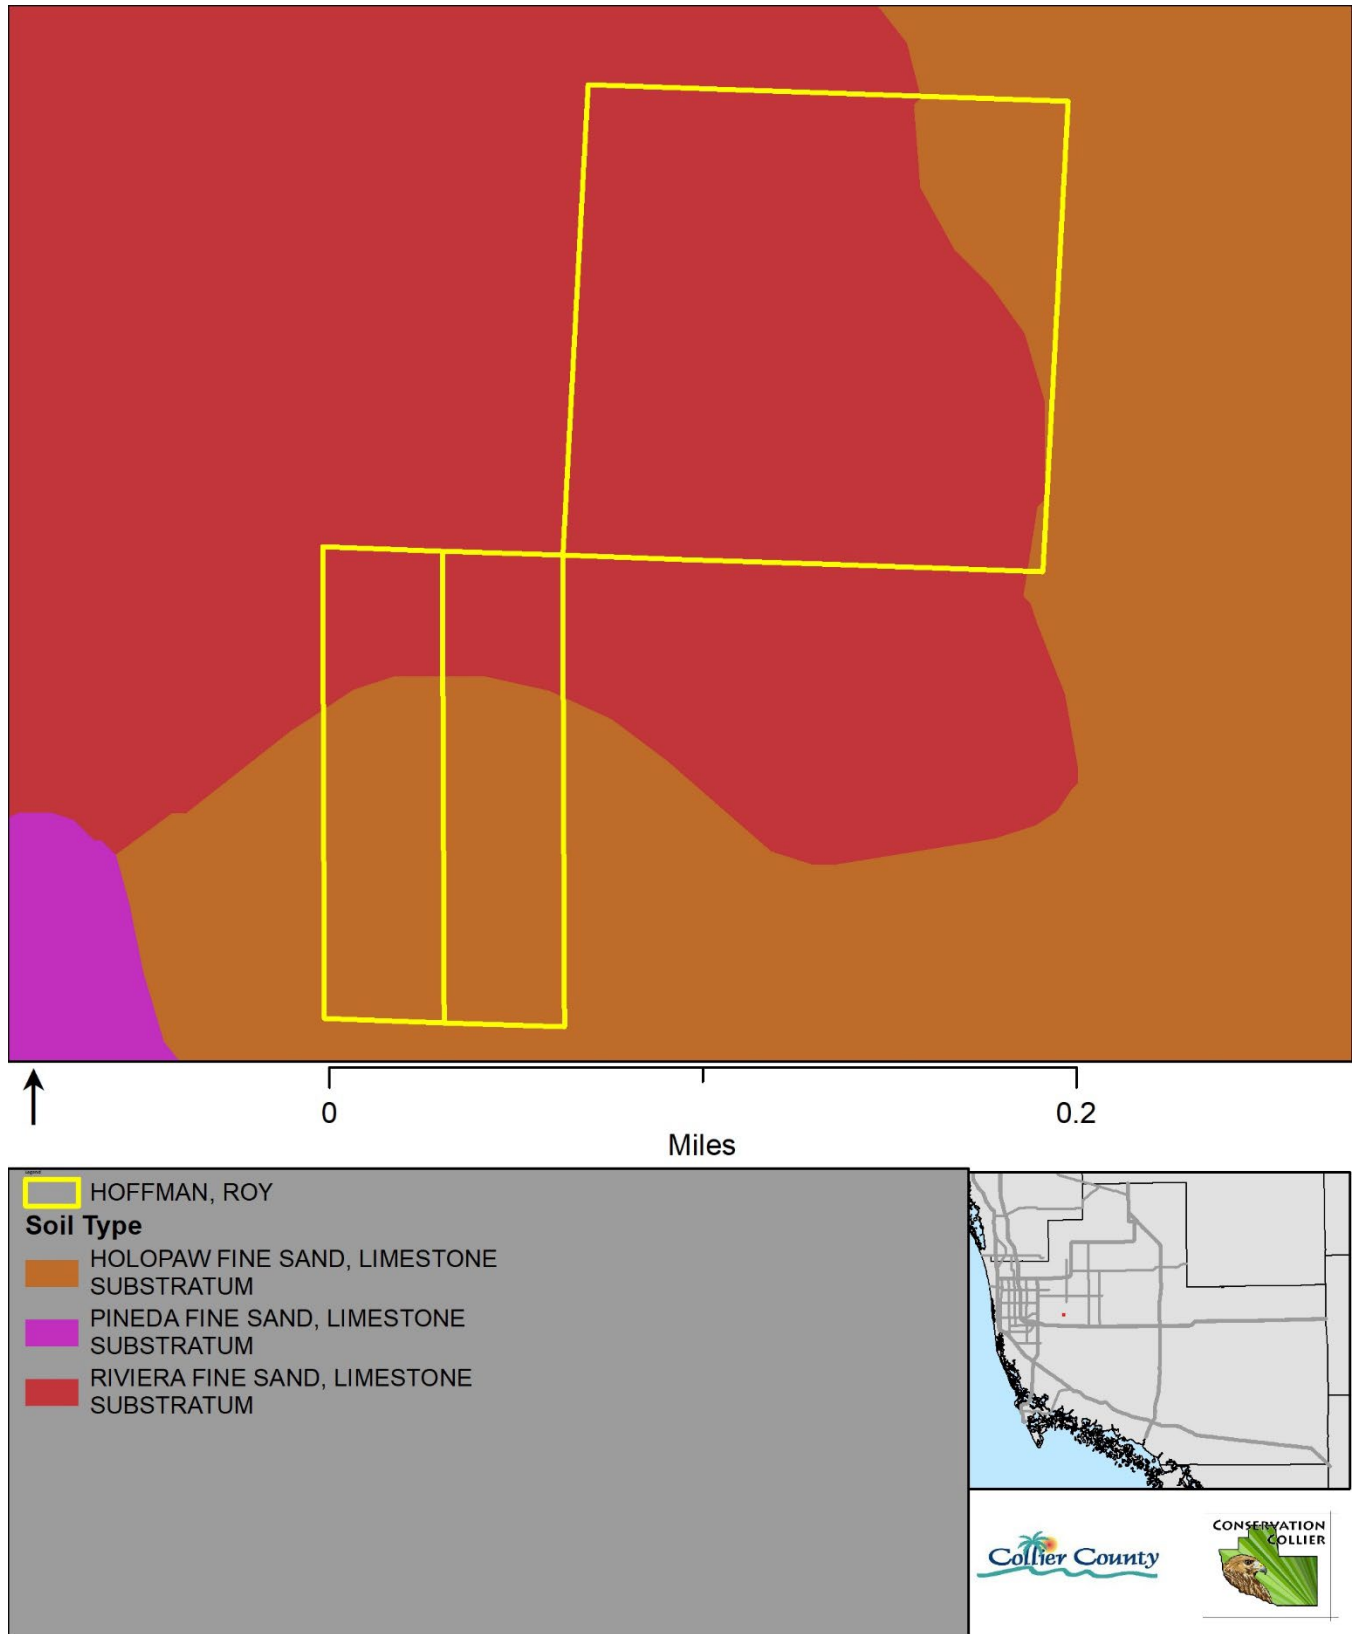 0
0.2
Miles
Legend
HOFFMAN, ROY
Soil Type
HOLOPAW FINE SAND, LIMESTONE
SUBSTRATUM
PINEDA FINE SAND, LIMESTONE
SUBSTRATUM
RIVIERA FINE SAND, LIMESTONE
SUBSTRATUM
Collier County
CONSERVATION
COLLIER